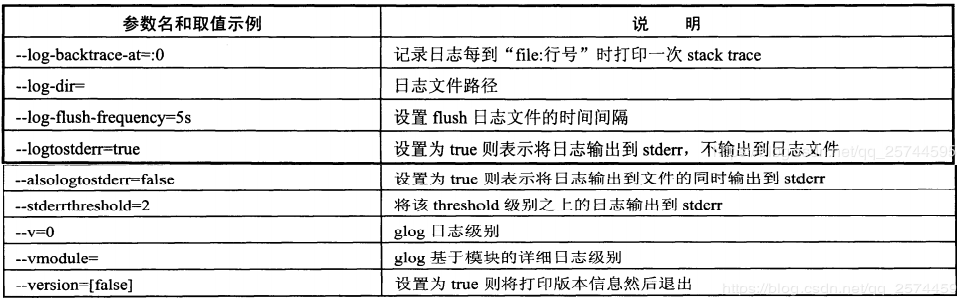 参数名和取值示例 说 明
--log-backtrace-at=:0 记录日志每到“file:行号”时打印一次 stack trace
--log-dir= 日志文件路径
--log-flush-frequency=5s 设置 flush 日志文件的时间间隔
--logtostderr=true 设置为 true 则表示将日志输出到 stderr，不输出到日志文件
--alsologtostderr=false 设置为 true 则表示将日志输出到文件的同时输出到 stderr
--stderrthreshold=2 将该 threshold 级别之上的日志输出到 stderr
--v=0 glog 日志级别
--vmodule= glog 基于模块的详细日志级别
--version=[false] 设置为 true 则将打印版本信息然后退出
https://blog.csdn.net/qq_25744595